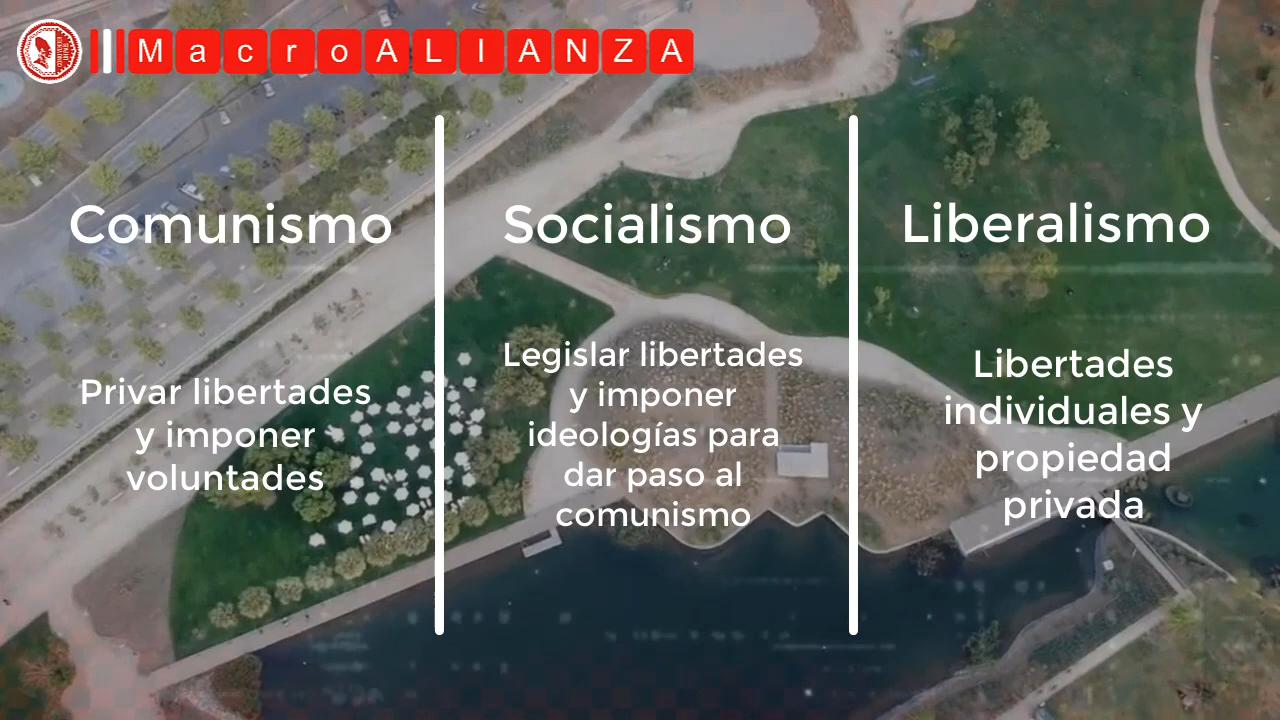 MacroALIANZA
Comunismo
Privar libertades
y imponer
voluntades
Socialismo
Legislar libertades
y imponer
ideologías para
dar paso al
comunismo
Liberalismo
Libertades
individuales y
propiedad
privada